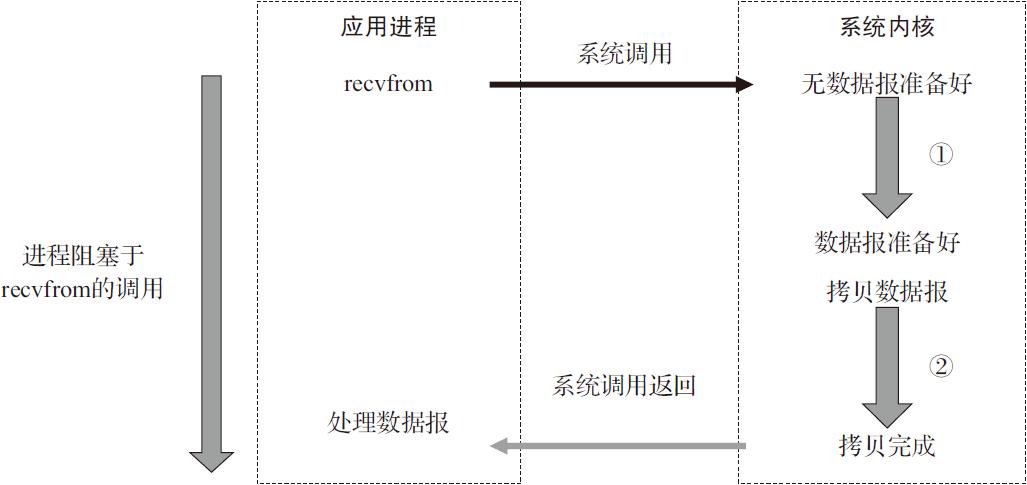 应用进程
系统内核
系统调用
recvfrom
无数据报准备好
①
进程阻塞于
recvfrom的调用
数据报准备好
拷贝数据报
②
系统调用返回
处理数据报
拷贝完成